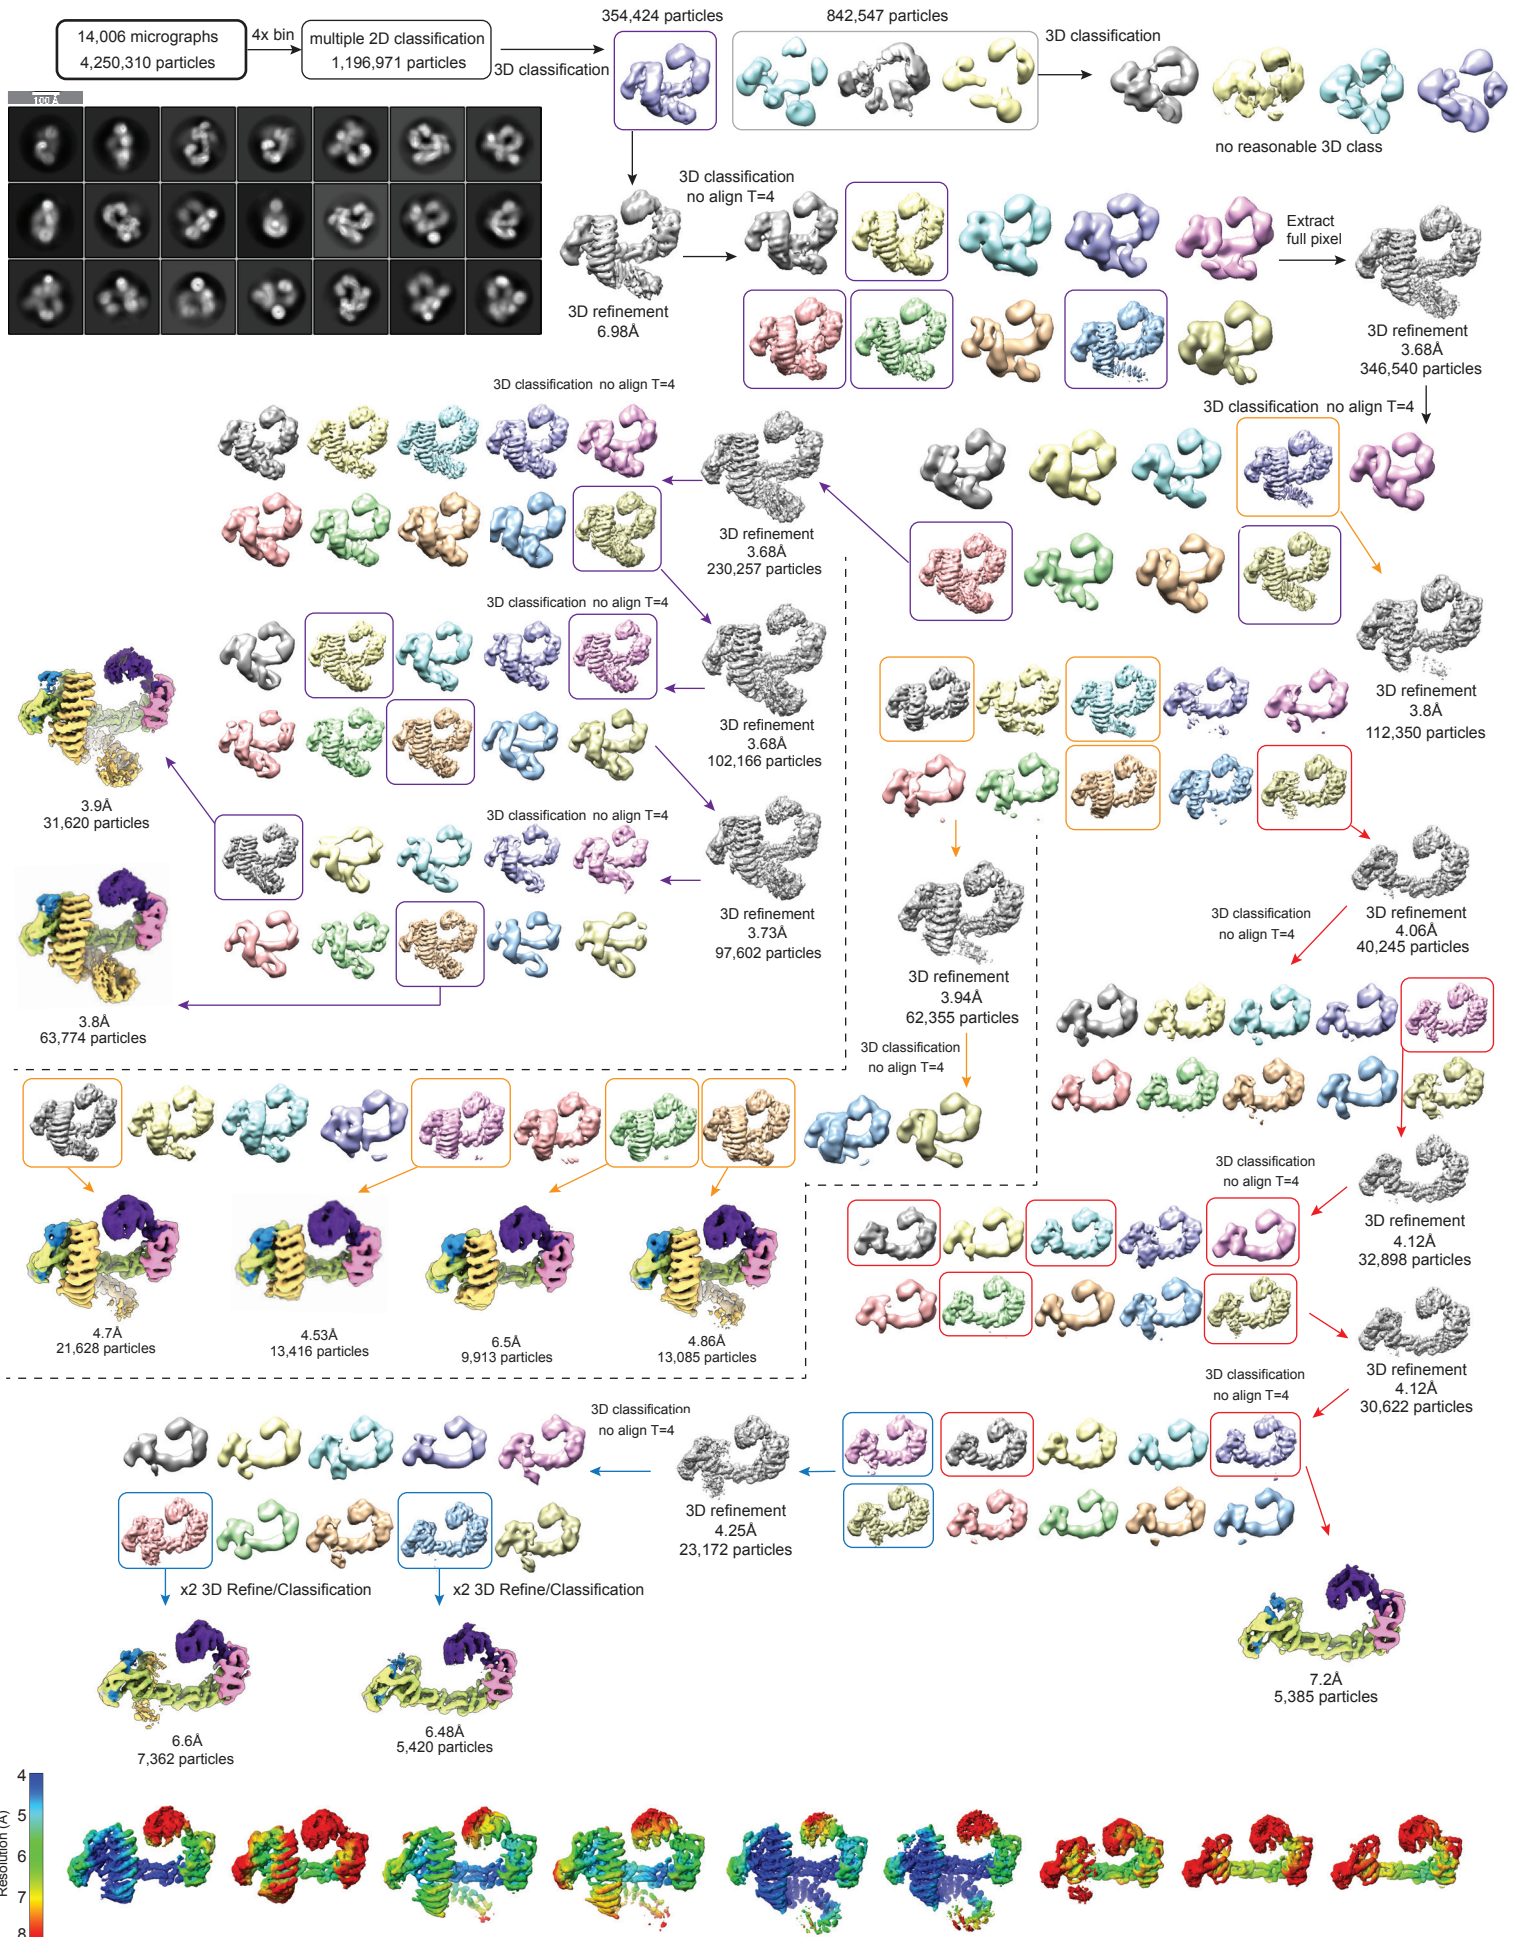 14,006 micrographs
4,250,310 particles
4x bin
multiple 2D classification
1,196,971 particles
3D classification
354,424 particles
842,547 particles
3D classification
no reasonable 3D class
100 Å
3D refinement
6.98Å
3D classification
no align T=4
Extract
full pixel
3D refinement
3.68Å
346,540 particles
3D classification no align T=4
3D classification no align T=4
3D refinement
3.68Å
230,257 particles
3D classification no align T=4
3D refinement
3.68Å
102,166 particles
3D refinement
3.8Å
112,350 particles
3.9Å
31,620 particles
3D classification no align T=4
3D refinement
3.73Å
97,602 particles
3.8Å
63,774 particles
3D refinement
3.94Å
62,355 particles
3D classification
no align T=4
3D refinement
4.06Å
40,245 particles
3D classification
no align T=4
3D classification
no align T=4
3D refinement
4.12Å
32,898 particles
4.7Å
21,628 particles
4.53Å
13,416 particles
6.5Å
9,913 particles
4.86Å
13,085 particles
3D refinement
4.12Å
30,622 particles
3D classification
no align T=4
3D classification
no align T=4
3D refinement
4.25Å
23,172 particles
x2 3D Refine/Classification
x2 3D Refine/Classification
6.6Å
7,362 particles
6.48Å
5,420 particles
7.2Å
5,385 particles
4
5
6
7
8
Resolution (Å)